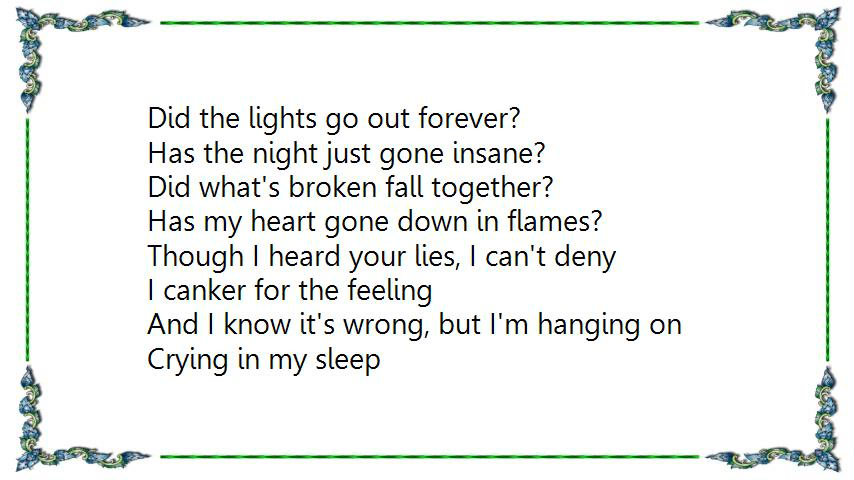 Did the lights go out forever?
Has the night just gone insane?
Did what's broken fall together?
Has my heart gone down in flames?
Though I heard your lies, I can't deny
I canker for the feeling
And I know it's wrong, but I'm hanging on
Crying in my sleep